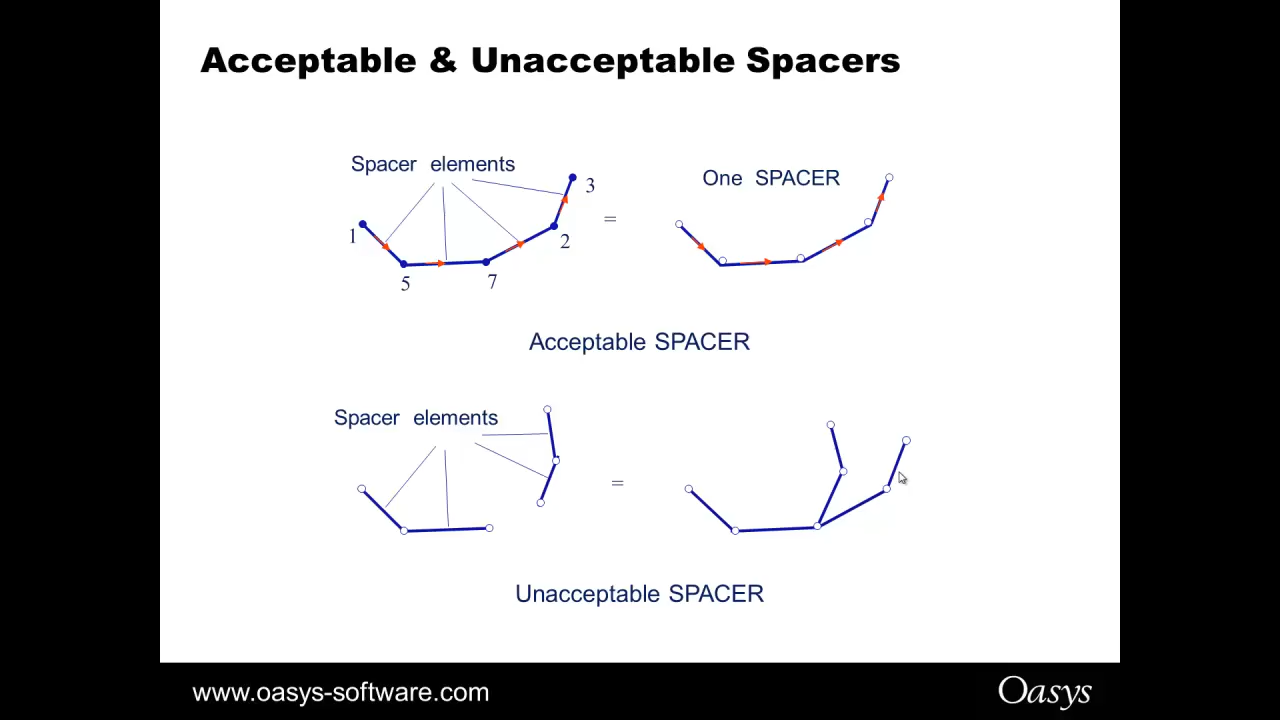 Acceptable & Unacceptable Spacers
Spacer elements
3
One SPACER
=
1
2
5
7
Acceptable SPACER
Spacer elements
=
Unacceptable SPACER
www.oasys-software.com
Oasys